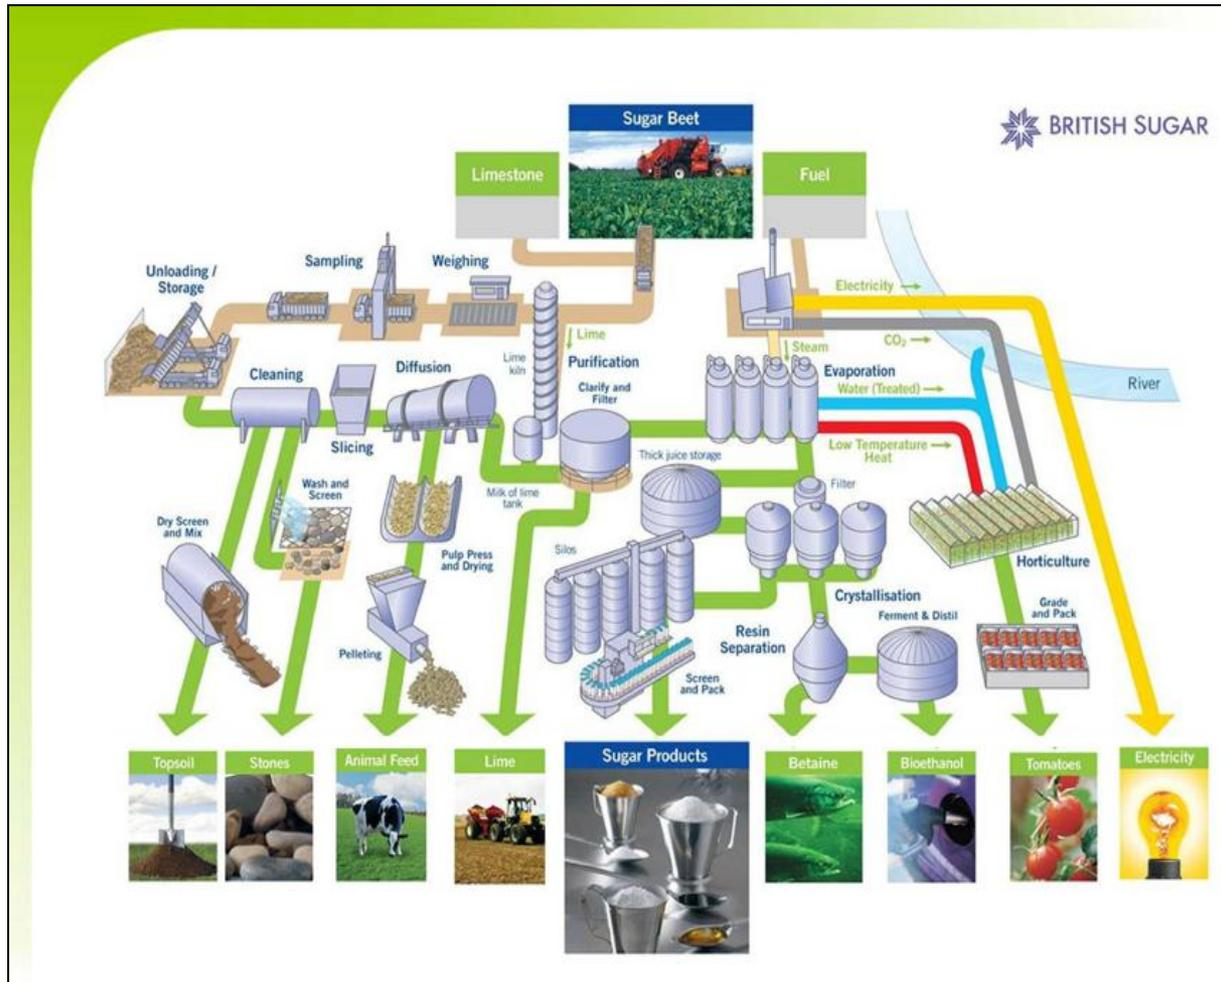 Sugar Beet
BRITISH SUGAR
Limestone
Fuel
Unloading /
Storage
Sampling
Weighing
Electricity
Lime
CO₂
Steam
Lime
kiln
Purification
Clarify and
Filter
Evaporation
Water (Treated)
River
Cleaning
Diffusion
Slicing
Low Temperature
Heat
Thick juice storage
Filter
Milk of lime
tank
Wash and
Screen
Dry Screen
and Mix
Pulp Press
and Drying
Silos
Horticulture
Crystallisation
Grade
and Pack
Ferment & Distil
Resin
Separation
Pelleting
Screen
and Pack
Topsoil
Stones
Animal Feed
Lime
Sugar Products
Betaine
Bioethanol
Tomatoes
Electricity